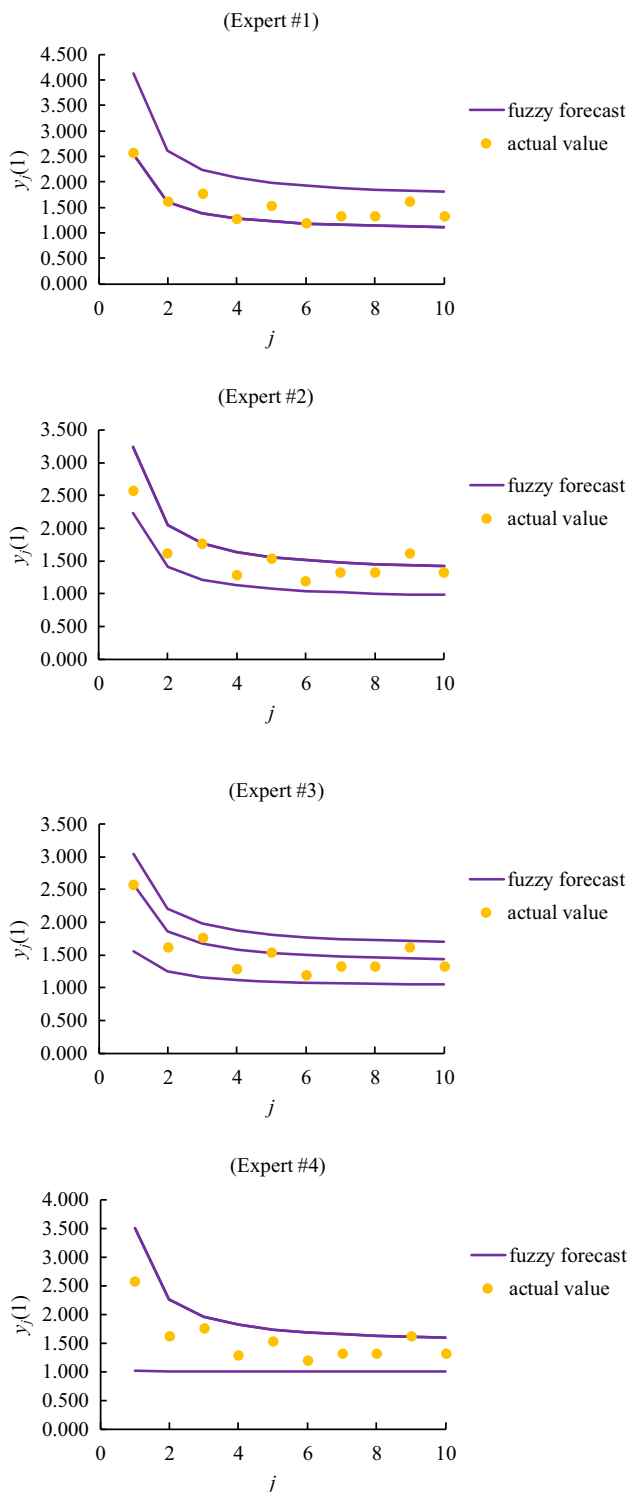 (Expert #1)
4.500
4.000
3.500
3.000
2.500
2.000
1.500
1.000
0.500
0.000
yj(1)
0 2 4 6 8 10
j
fuzzy forecast
actual value
(Expert #2)
3.500
3.000
2.500
2.000
1.500
1.000
0.500
0.000
yj(1)
0 2 4 6 8 10
j
fuzzy forecast
actual value
(Expert #3)
3.500
3.000
2.500
2.000
1.500
1.000
0.500
0.000
yj(1)
0 2 4 6 8 10
j
fuzzy forecast
actual value
(Expert #4)
4.000
3.500
3.000
2.500
2.000
1.500
1.000
0.500
0.000
yj(1)
0 2 4 6 8 10
j
fuzzy forecast
actual value